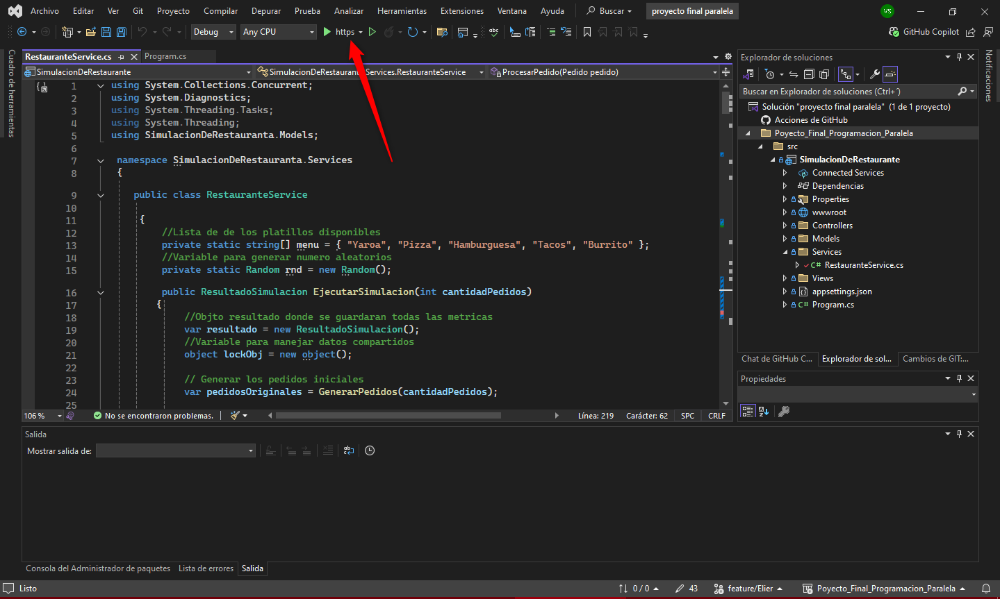 Archivo Editar Ver Git Proyecto Compilar Depurar Prueba Analizar Herramientas Extensiones Ventana Ayuda Buscar proyecto final paralela VS
Debug Any CPU https GitHub Copilot
Cuadro de herramientas
RestauranteService.cs Program.cs
SimulacionDeRestaurante SimulacionDeRestauranta.Services.RestauranteService ProcesarPedido(Pedido pedido)
1 using System.Collections.Concurrent;
2 using System.Diagnostics;
3 using System.Threading.Tasks;
4 using System.Threading;
5 using SimulacionDeRestauranta.Models;
6
7 namespace SimulacionDeRestauranta.Services
8 {
9 public class RestauranteService
10
11 {
12 //Lista de de los platillos disponibles
13 private static string[] menu = { "Yaroa", "Pizza", "Hamburguesa", "Tacos", "Burrito" };
14 //Variable para generar numero aleatorios
15 private static Random rnd = new Random();
16 public ResultadoSimulacion EjecutarSimulacion(int cantidadPedidos)
17 {
18 //Objto resultado donde se guardaran todas las metricas
19 var resultado = new ResultadoSimulacion();
20 //Variable para manejar datos compartidos
21 object lockObj = new object();
22
23 // Generar los pedidos iniciales
24 var pedidosOriginales = GenerarPedidos(cantidadPedidos);
25
106 % No se encontraron problemas. Línea: 219 Carácter: 62 SPC CRLF
Explorador de soluciones
Buscar en Explorador de soluciones (Ctrl+´)
Solución "proyecto final paralela" (1 de 1 proyecto)
Acciones de GitHub
Poyecto_Final_Programacion_Paralela
src
SimulacionDeRestaurante
Connected Services
Dependencias
Properties
wwwroot
Controllers
Models
Services
C# RestauranteService.cs
Views
appsettings.json
C# Program.cs
Chat de GitHub C... Explorador de sol... Cambios de GIT:...
Propiedades
Notificaciones
Salida
Mostrar salida de:
Consola del Administrador de paquetes Lista de errores Salida
Listo 0 / 0 43 feature/Elier Poyecto_Final_Programacion_Paralela